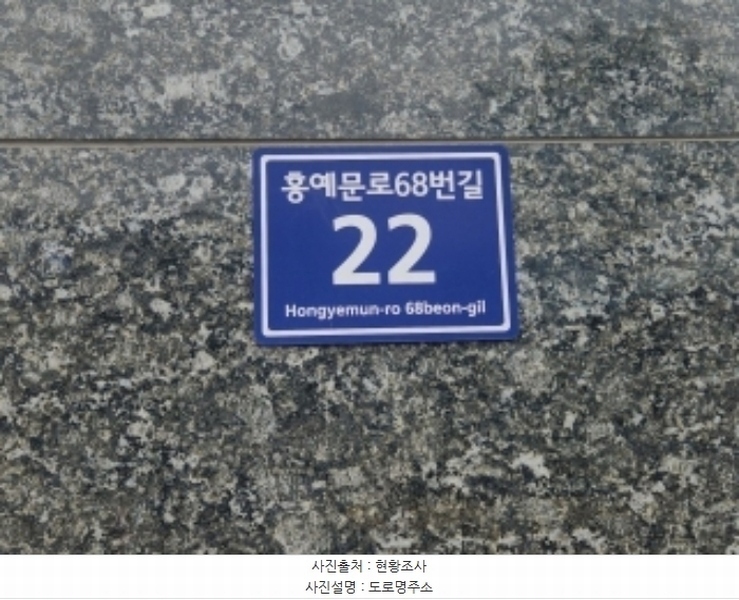 홍예문로68번길
22
Hongyemun-ro 68beon-gil
사진출처 : 현황조사
사진설명 : 도로명주소